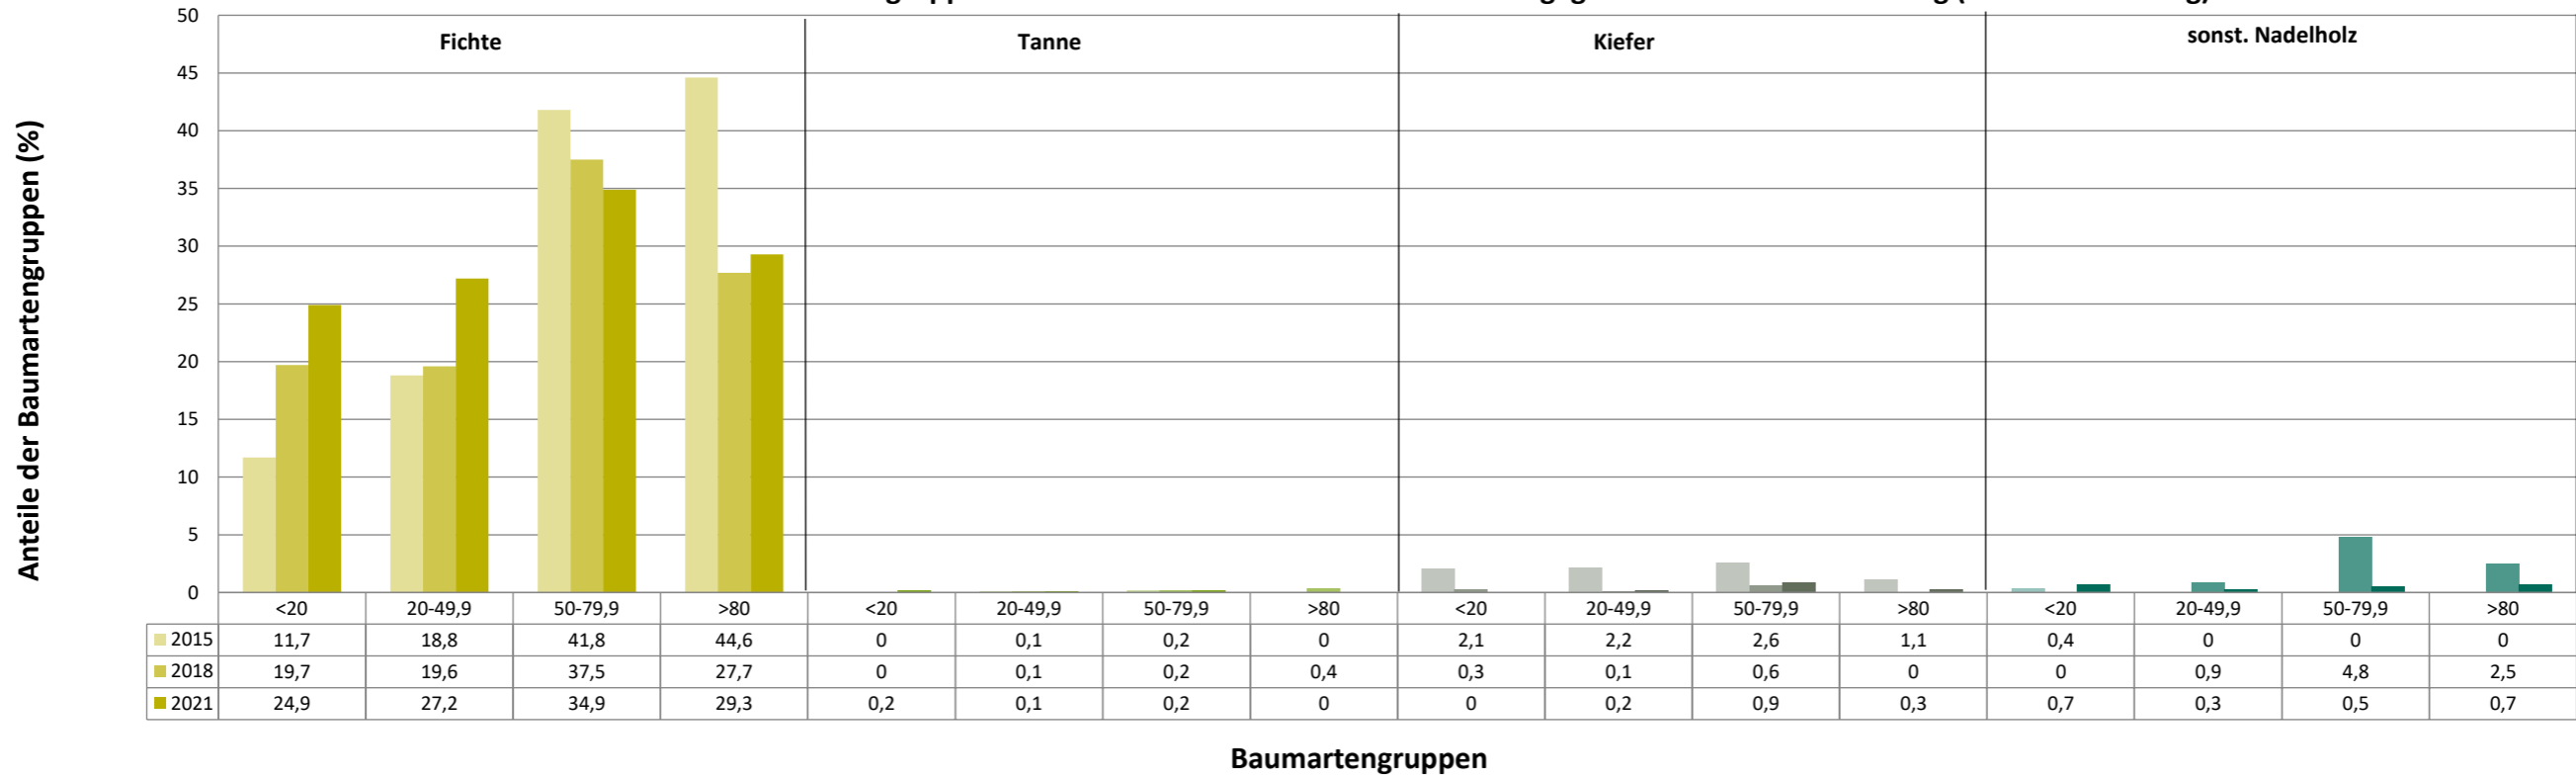 50 Fichte Tanne Kiefer sonst. Nadelholz
45
40
35
30
25
20
15
10
5
0
Anteile der Baumartengruppen (%)
<20 20-49,9 50-79,9 >80 <20 20-49,9 50-79,9 >80 <20 20-49,9 50-79,9 >80 <20 20-49,9 50-79,9 >80
2015 11,7 18,8 41,8 44,6 0 0,1 0,2 0 2,1 2,2 2,6 1,1 0,4 0 0 0
2018 19,7 19,6 37,5 27,7 0 0,1 0,2 0,4 0,3 0,1 0,6 0 0 0,9 4,8 2,5
2021 24,9 27,2 34,9 29,3 0,2 0,1 0,2 0 0 0,2 0,9 0,3 0,7 0,3 0,5 0,7
Baumartengruppen